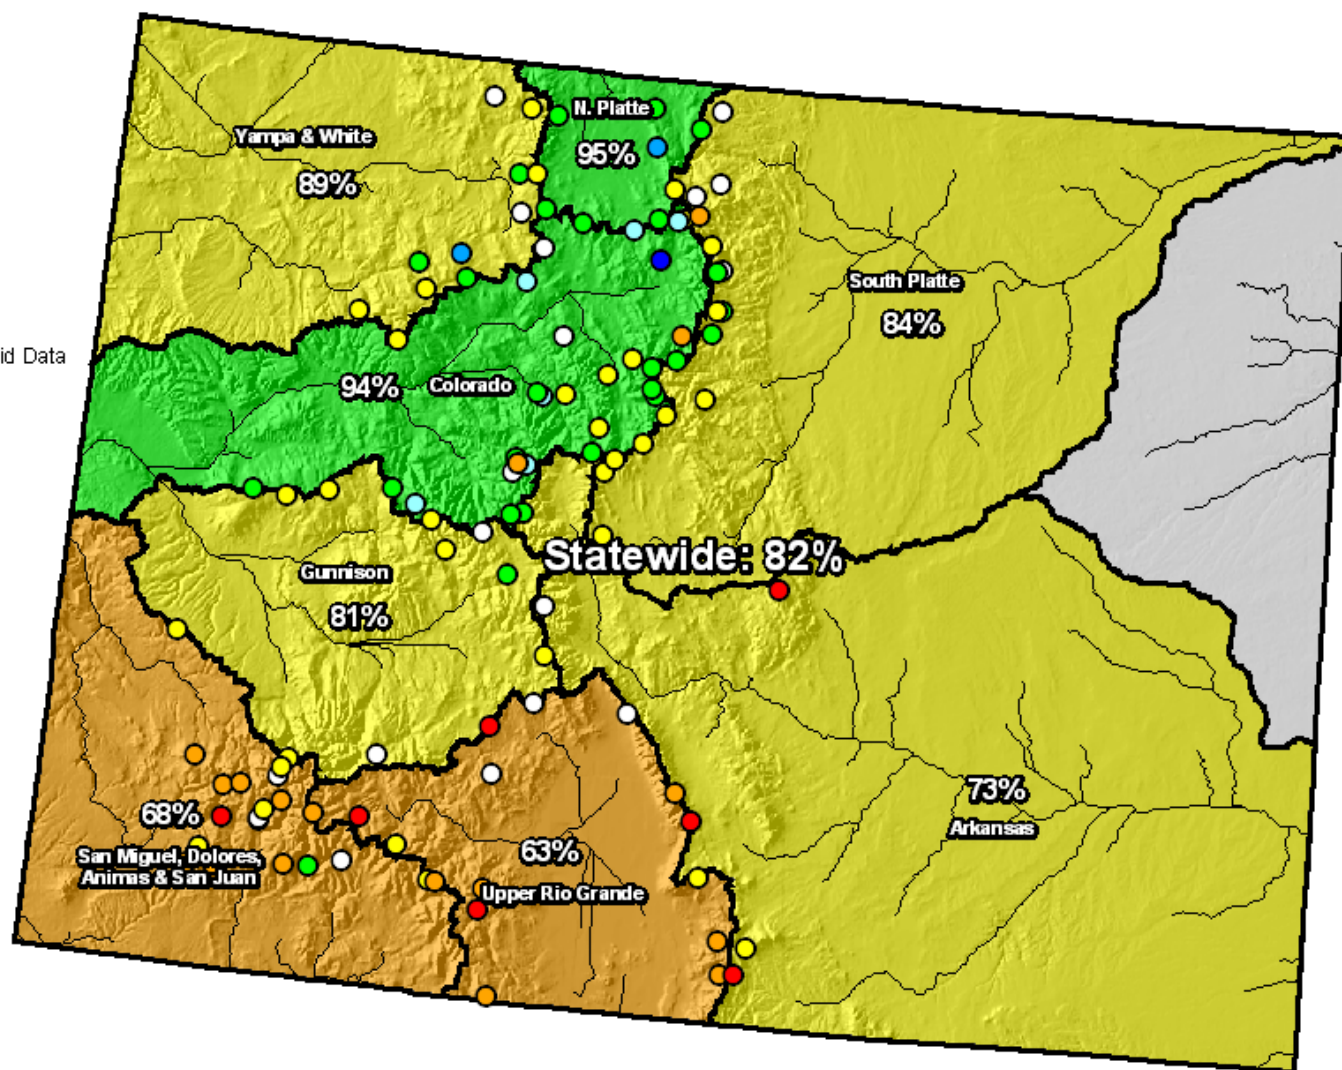 N. Platte
95%
Yampa & White
89%
South Platte
84%
id Data
94%
Colorado
Statewide: 82%
Gunnison
81%
73%
Arkansas
68%
San Miguel, Dolores,
Animas & San Juan
63%
Upper Rio Grande